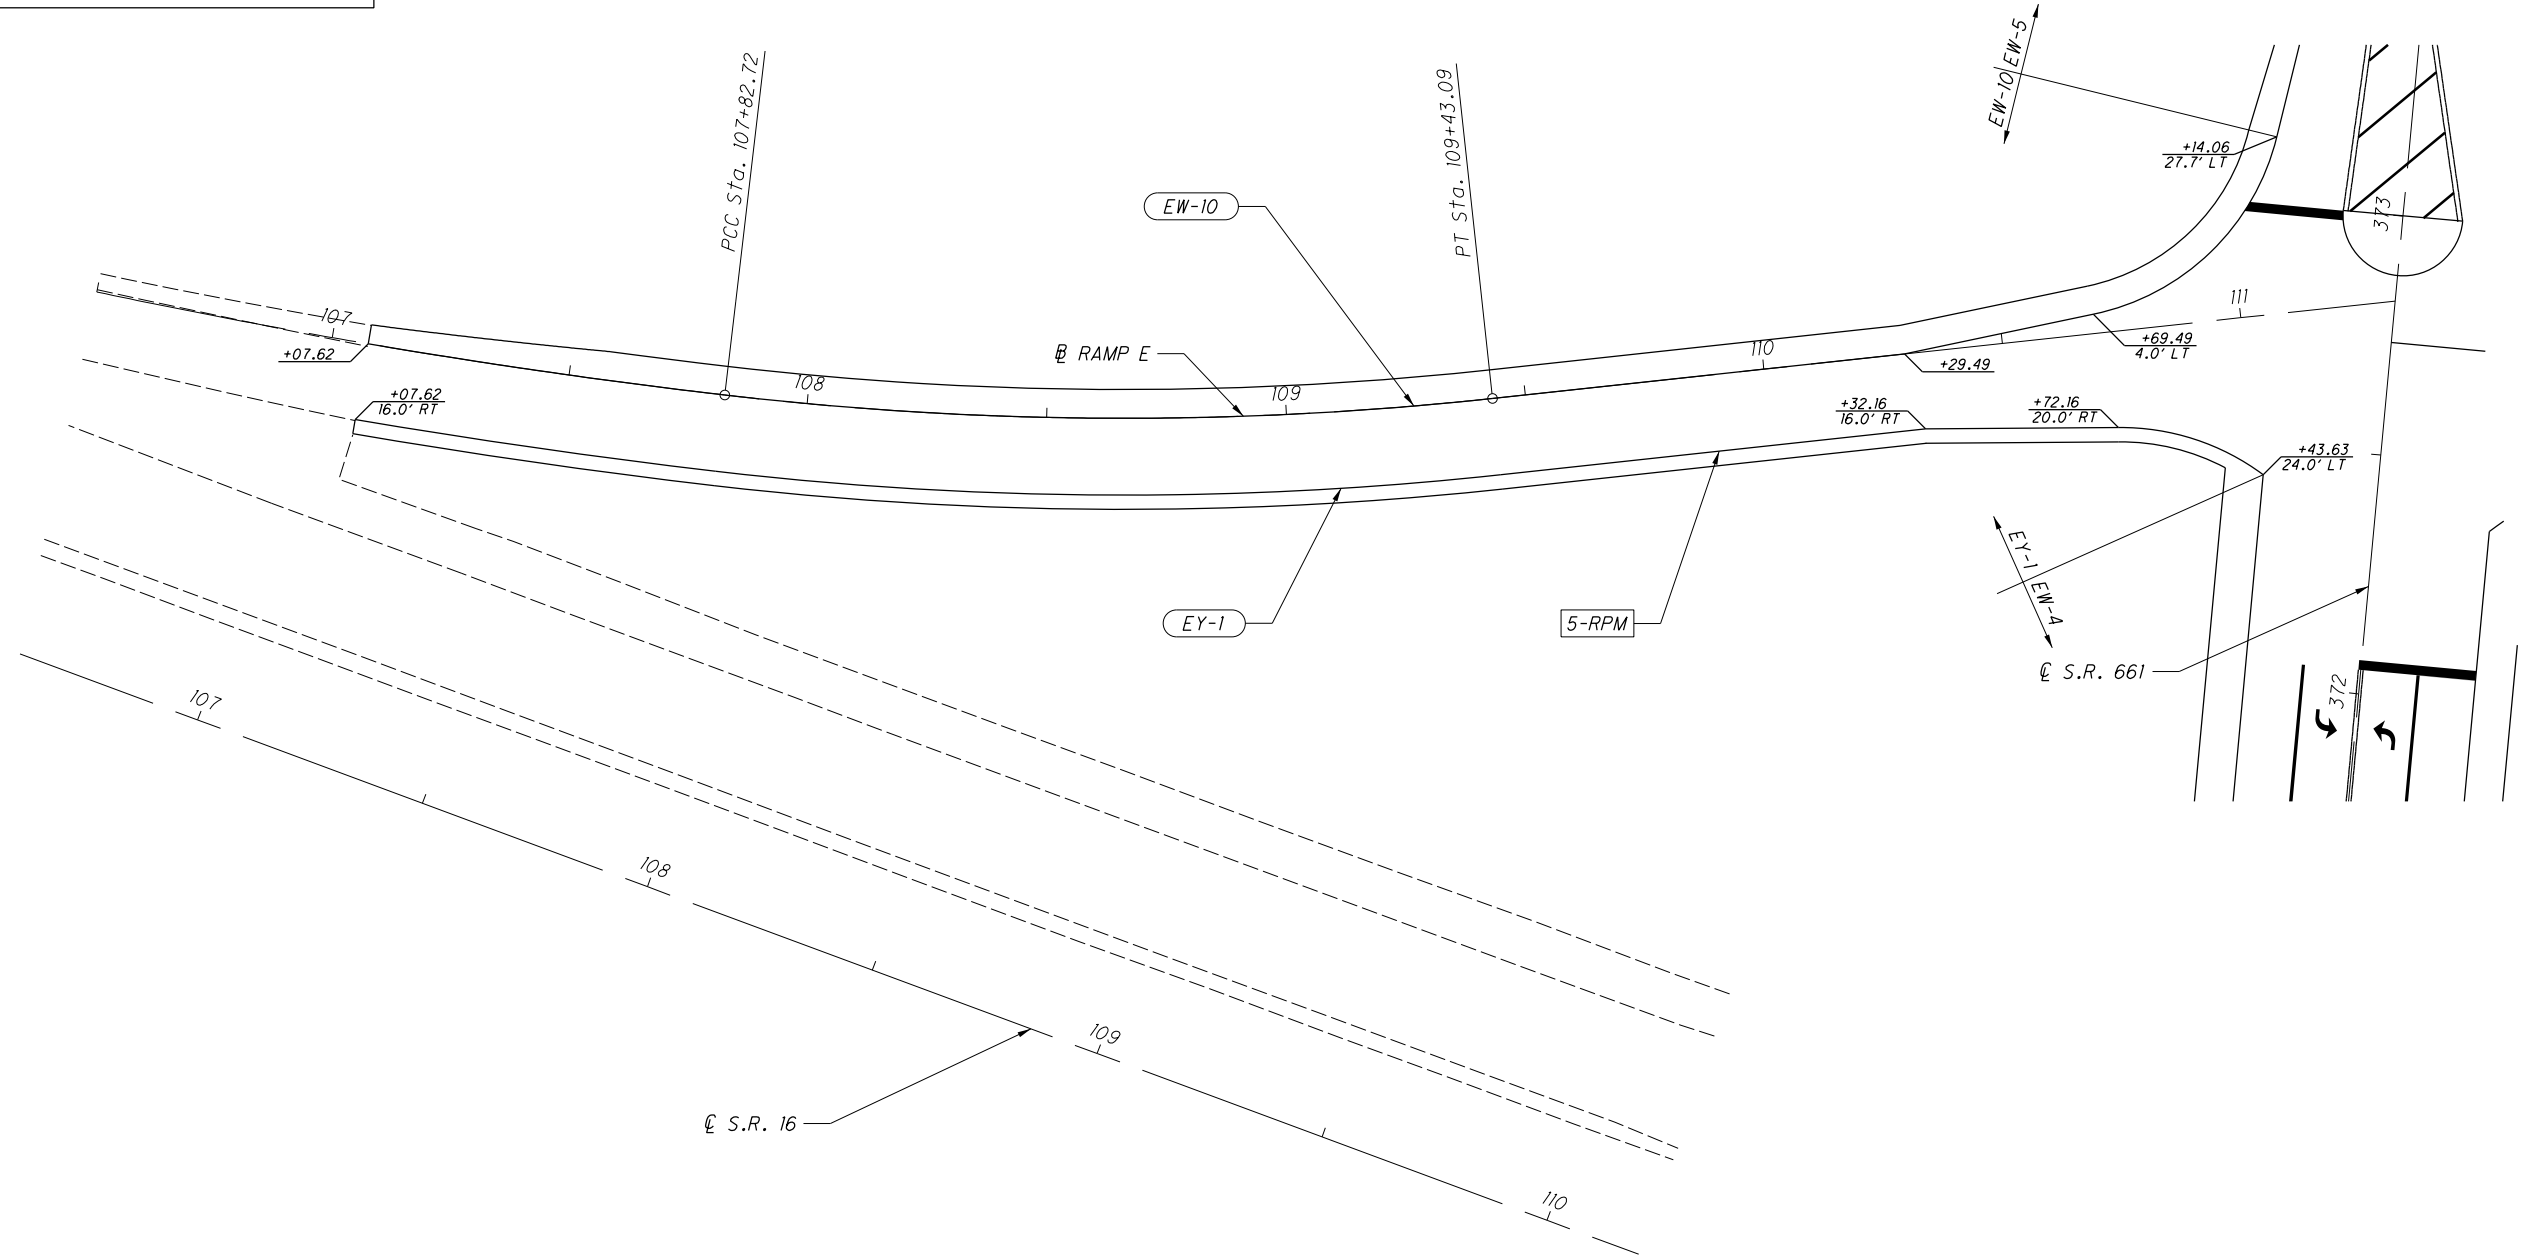 PCC Sta. 107+82.72
PT Sta. 109+43.09
EW-10
EW-5
+14.06
27.7' LT
EW-10
373
107
+07.62
℄ RAMP E
108
109
110
111
+69.49
4.0' LT
+29.49
+07.62
16.0' RT
+32.16
16.0' RT
+72.16
20.0' RT
+43.63
24.0' LT
EY-1
EW-4
EY-1
5-RPM
℄ S.R. 661
372
107
108
109
110
℄ S.R. 16